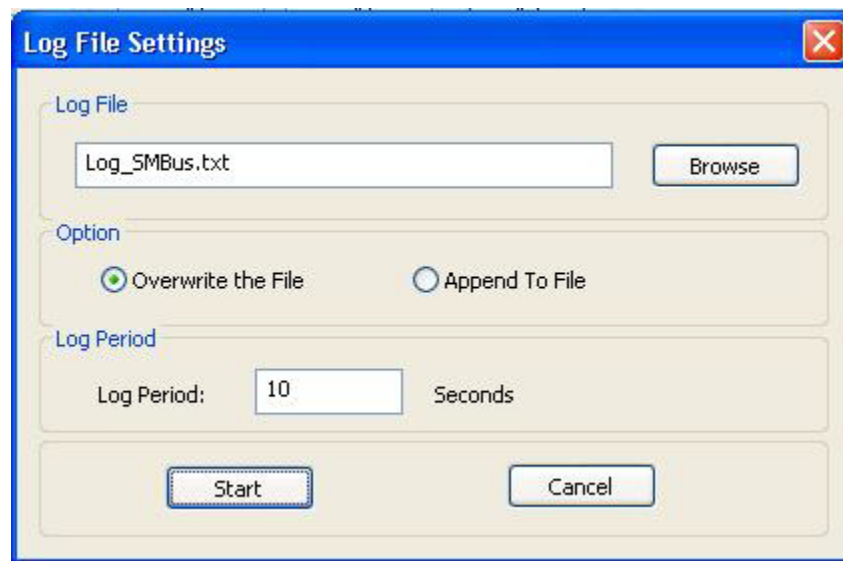 Log File Settings
Log File
Log_SMBus.txt
Browse
Option
Overwrite the File
Append To File
Log Period
Log Period:
10
Seconds
Start
Cancel